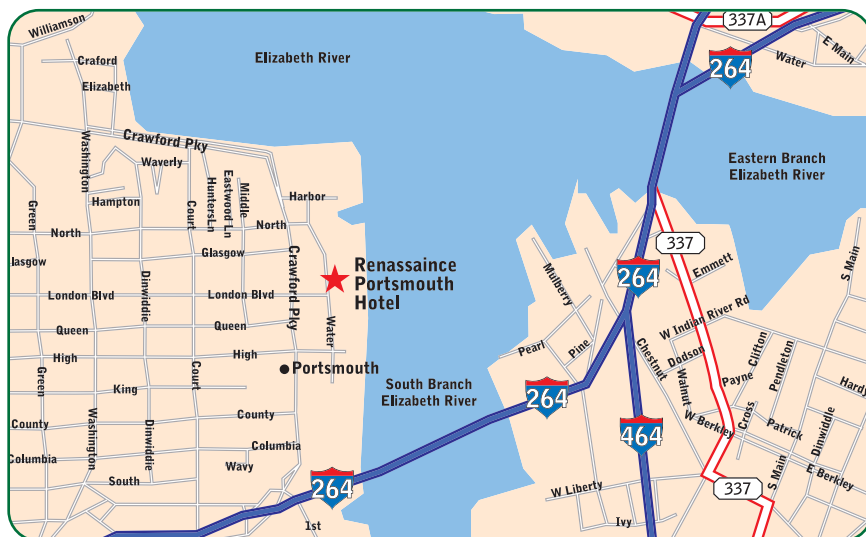 Williamson
Craford
Elizabeth
Elizabeth River
337A
264
Water
E Main
Crawford Pky
Washington
Waverly
Hampton
Court
HuntersLn
Eastwood Ln
Middle
Harbor
Eastern Branch
Elizabeth River
Green
North
North
337
Glasgow
lasgow
Crawford Pky
Renassaince
Portsmouth
Hotel
Mulberry
264
Emmett
S Main
Dinwiddie
London Blvd
London Blvd
Water
W Indian River Rd
Queen
Queen
High
High
Pearl
Pine
Chestnut
Dodson
Clifton
Pendleton
Portsmouth
Green
King
Court
South Branch
Elizabeth River
264
Walnut
Payne
Hardy
County
ounty
Washington
Dinwiddie
464
W Berkley
Cross
Patrick
Dinwiddie
Columbia
Columbia
Wavy
South
264
W Liberty
337
S Main
E Berkley
1st
Ivy